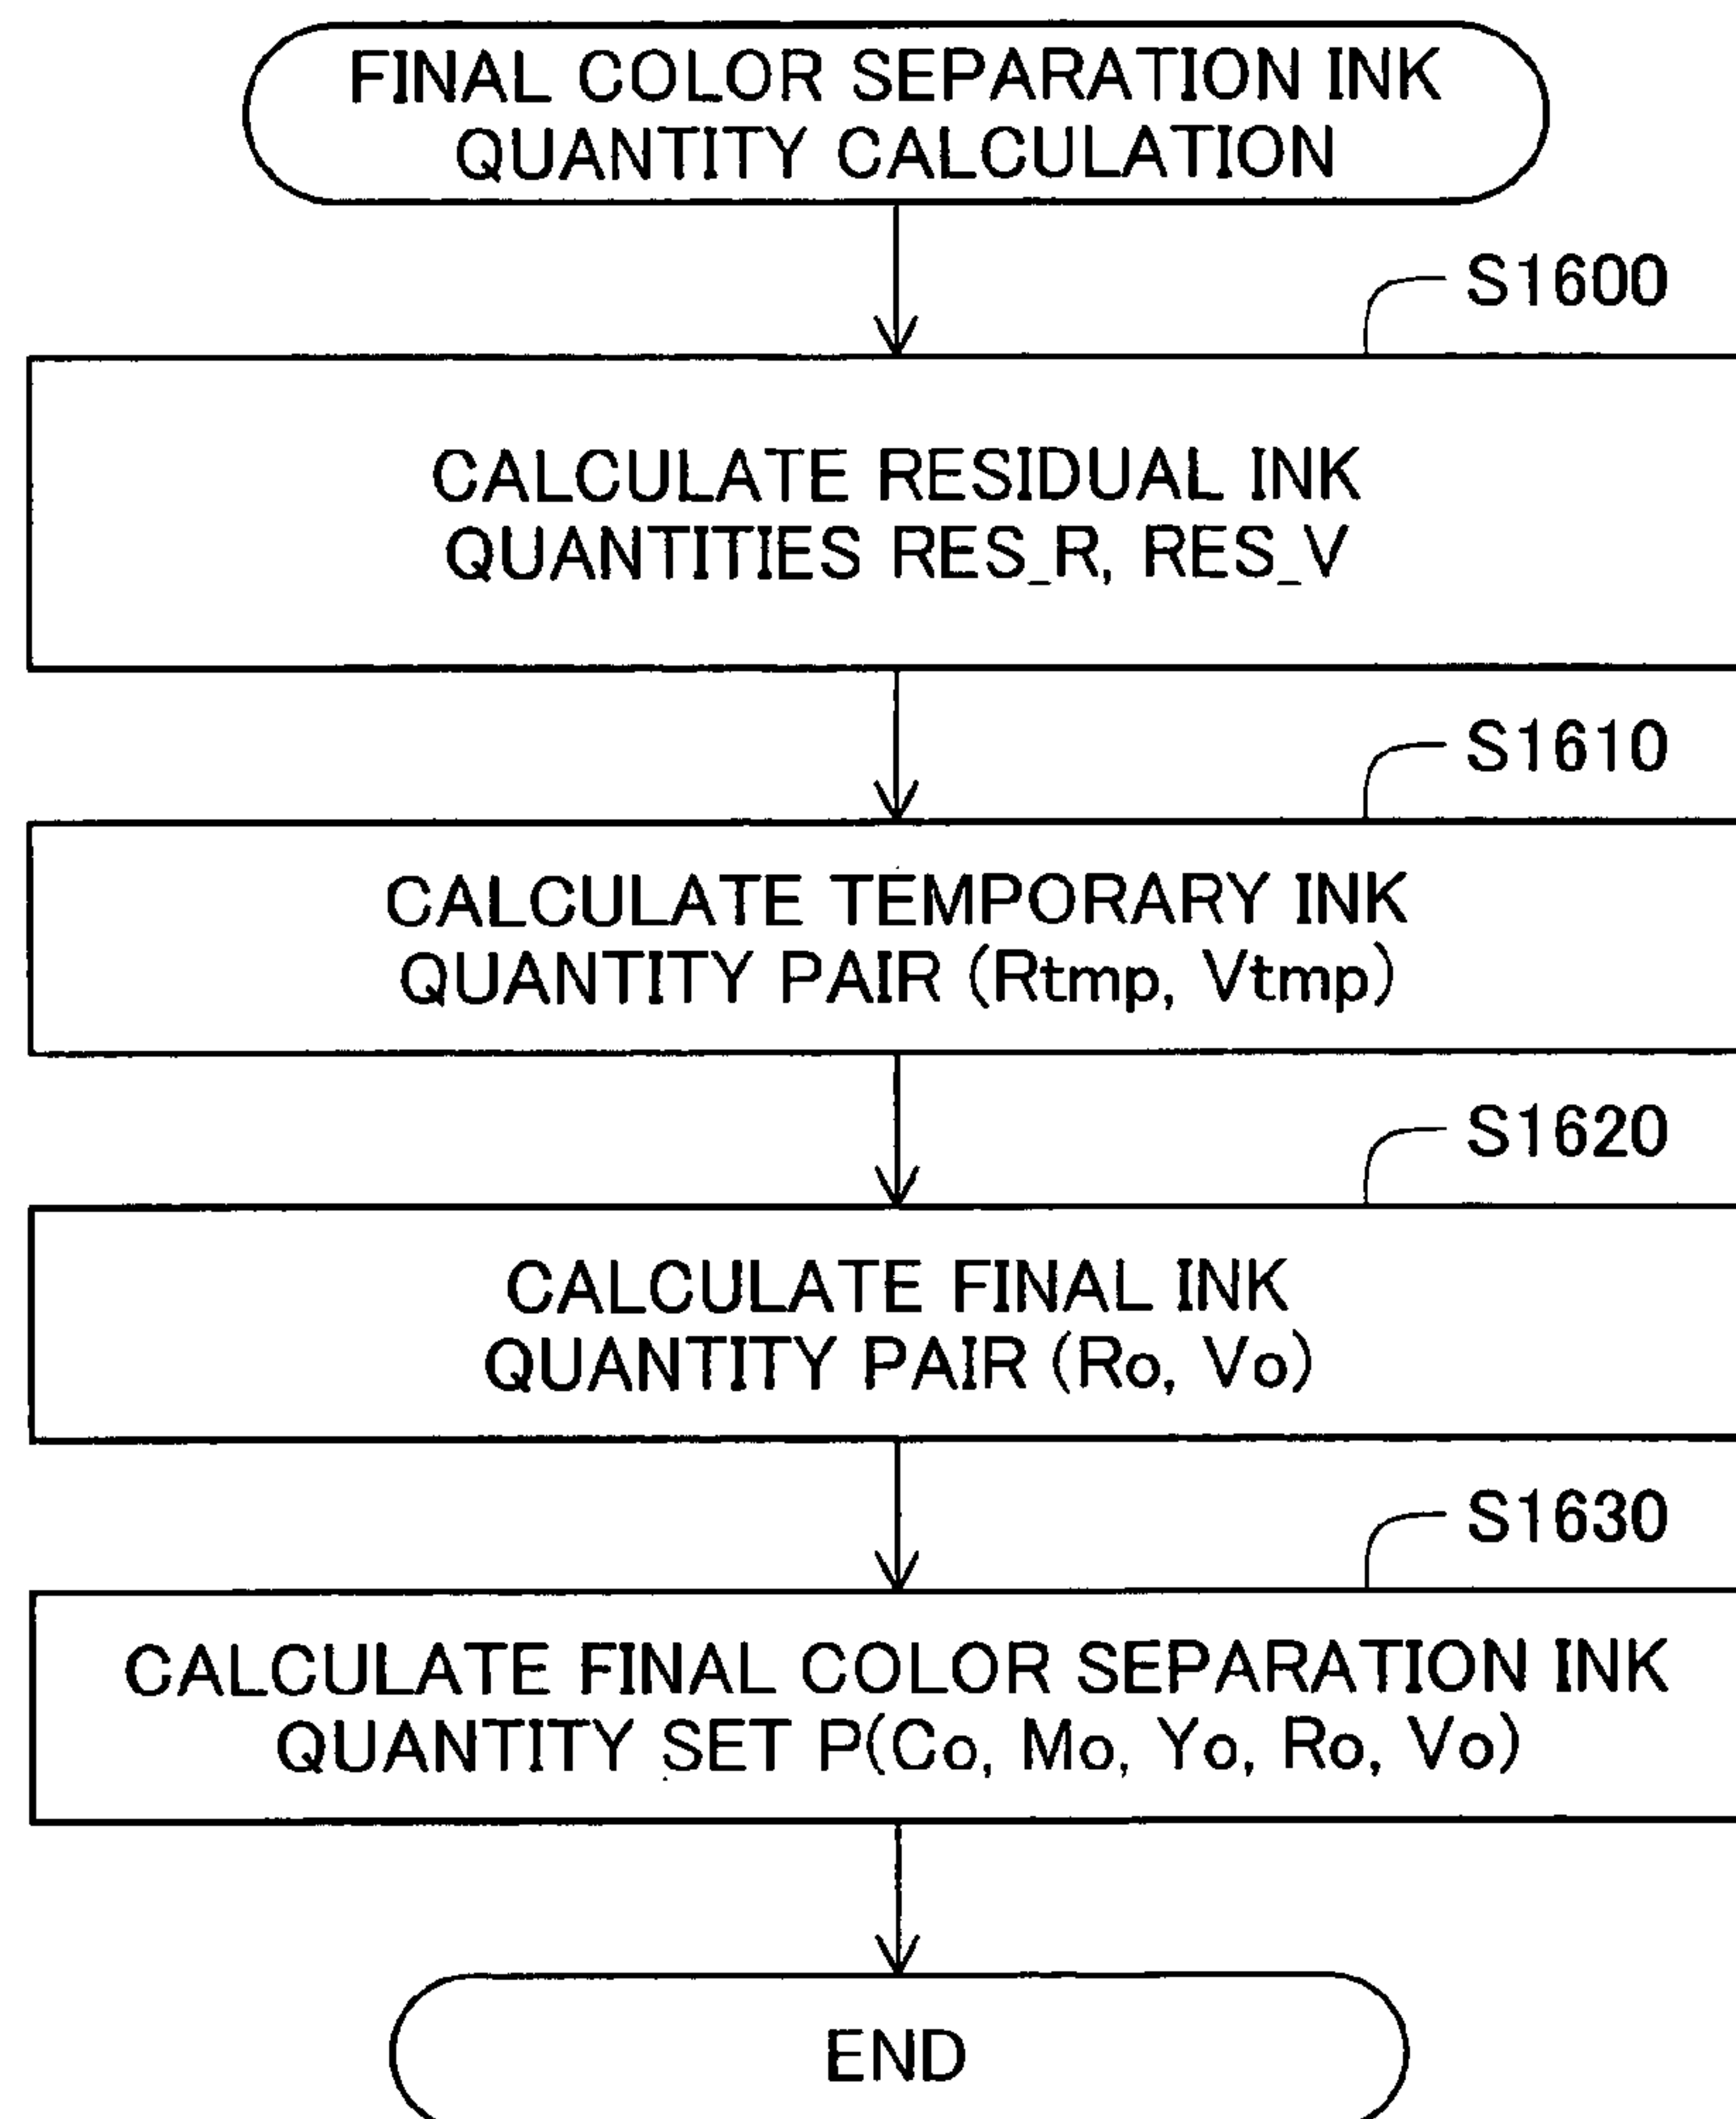 FINAL COLOR SEPARATION INK
QUANTITY CALCULATION
S1600
CALCULATE RESIDUAL INK
QUANTITIES RES_R, RES_V
S1610
CALCULATE TEMPORARY INK
QUANTITY PAIR (Rtmp, Vtmp)
S1620
CALCULATE FINAL INK
QUANTITY PAIR (Ro, Vo)
S1630
CALCULATE FINAL COLOR SEPARATION INK
QUANTITY SET P(Co, Mo, Yo, Ro, Vo)
END